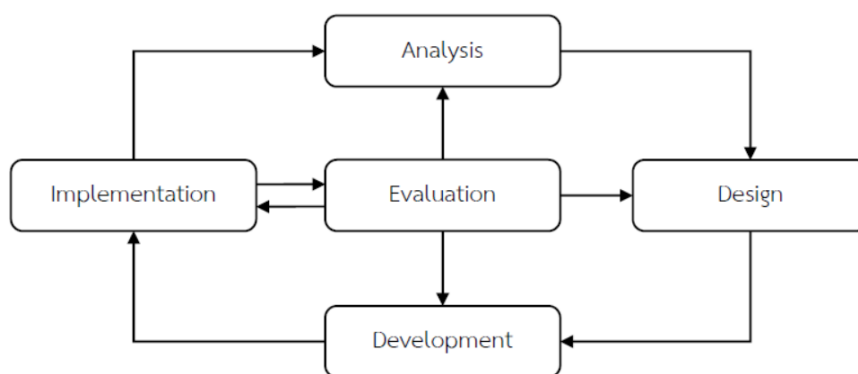 Analysis
Implementation
Evaluation
Design
Development